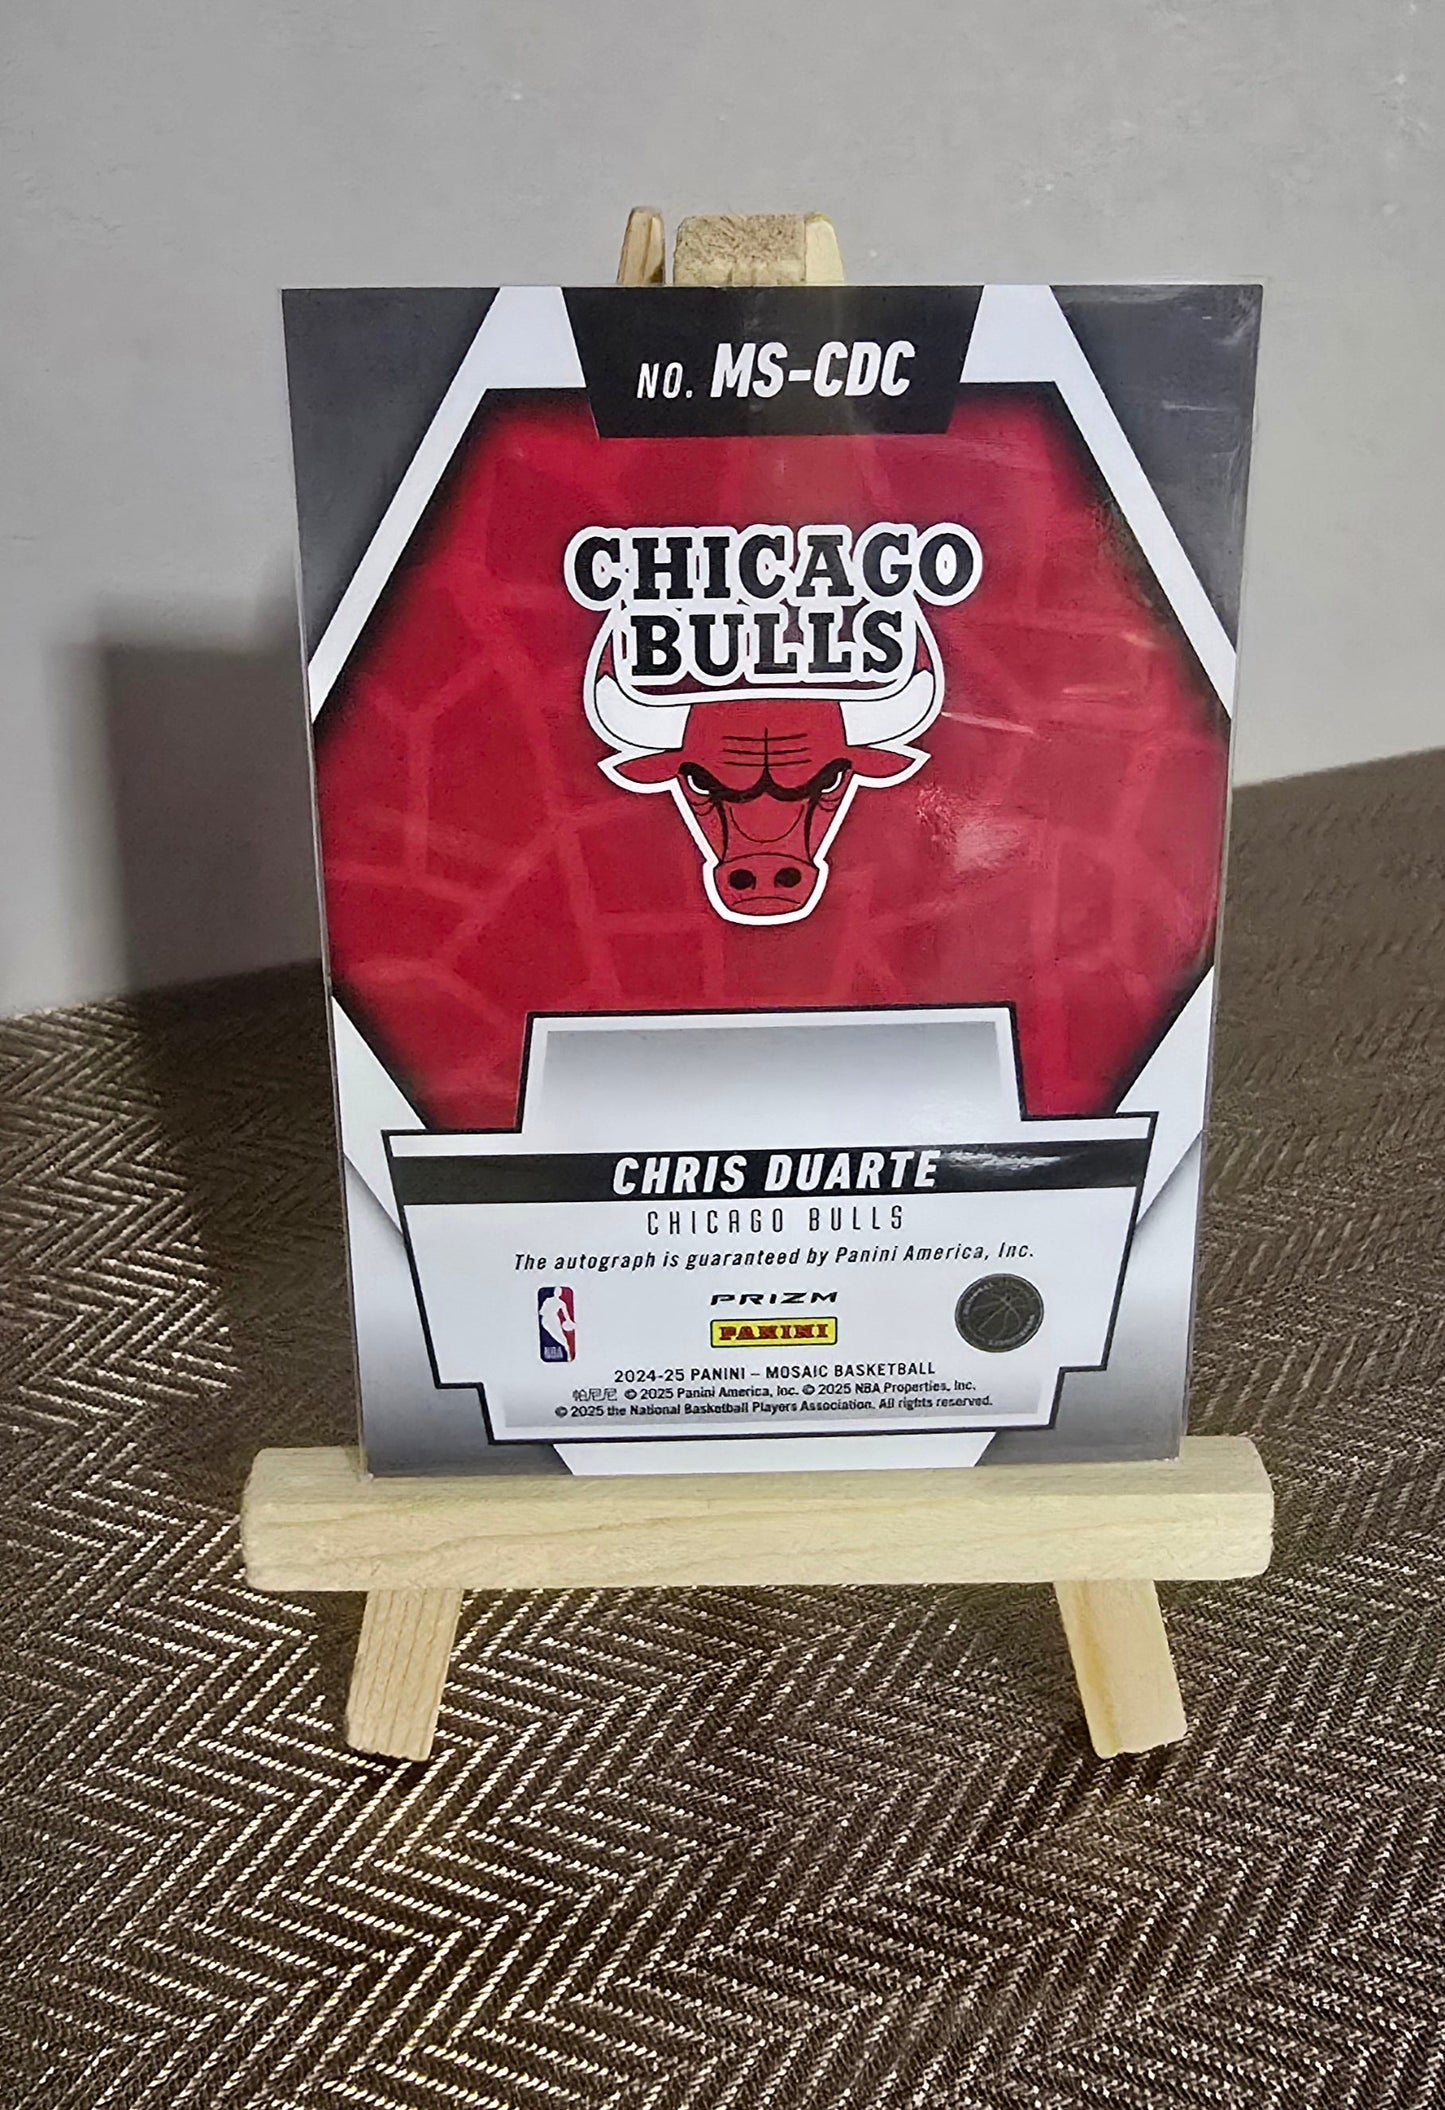 NO. MS-CDC
CHICAGO
BULLS
CHRIS DUARTE
CHICAGO BULLS
The autograph is guaranteed by Panini America, Inc.
NBA
PRIZM
PANINI
2024-25 PANINI – MOSAIC BASKETBALL
帕尼尼 © 2025 Panini America, Inc. © 2025 NBA Properties, Inc.
© 2025 the National Basketball Players Association. All rights reserved.